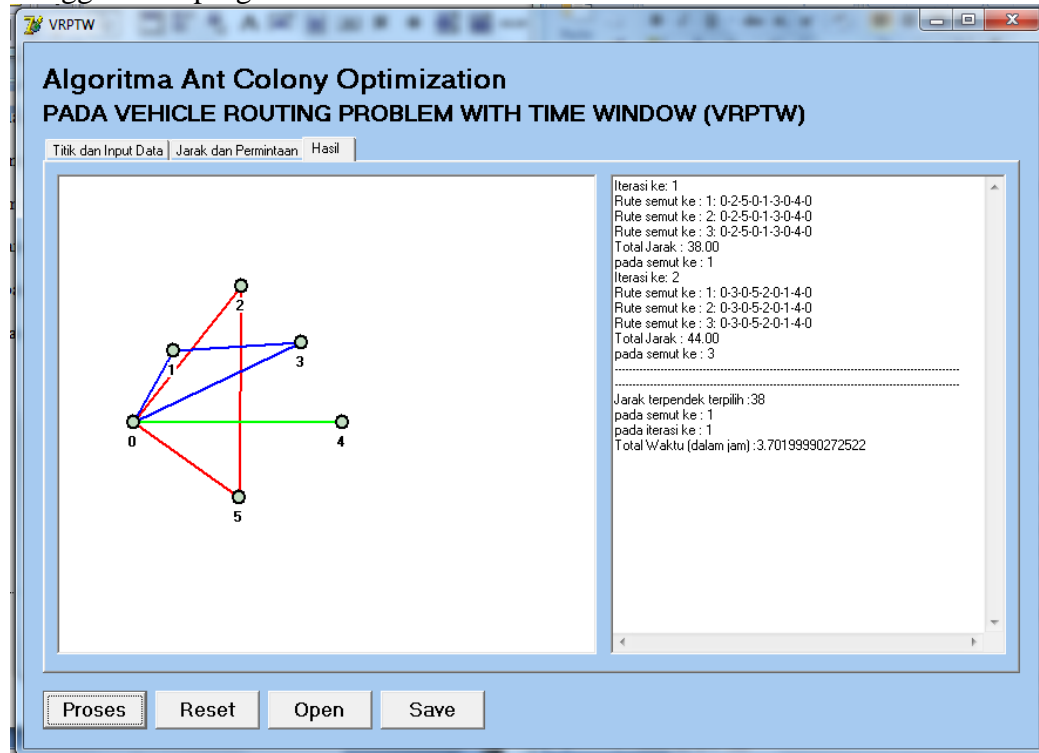 VRPTW
Algoritma Ant Colony Optimization
PADA VEHICLE ROUTING PROBLEM WITH TIME WINDOW (VRPTW)
Titik dan Input Data Jarak dan Permintaan Hasil
2
1
3
0
4
5
Iterasi ke: 1
Rute semut ke : 1: 0-2-5-0-1-3-0-4-0
Rute semut ke : 2: 0-2-5-0-1-3-0-4-0
Rute semut ke : 3: 0-2-5-0-1-3-0-4-0
Total Jarak : 38.00
pada semut ke : 1
Iterasi ke: 2
Rute semut ke : 1: 0-3-0-5-2-0-1-4-0
Rute semut ke : 2: 0-3-0-5-2-0-1-4-0
Rute semut ke : 3: 0-3-0-5-2-0-1-4-0
Total Jarak : 44.00
pada semut ke : 3
Jarak terpendek terpilih :38
pada semut ke : 1
pada iterasi ke : 1
Total Waktu (dalam jam) :3.70199990272522
Proses Reset Open Save